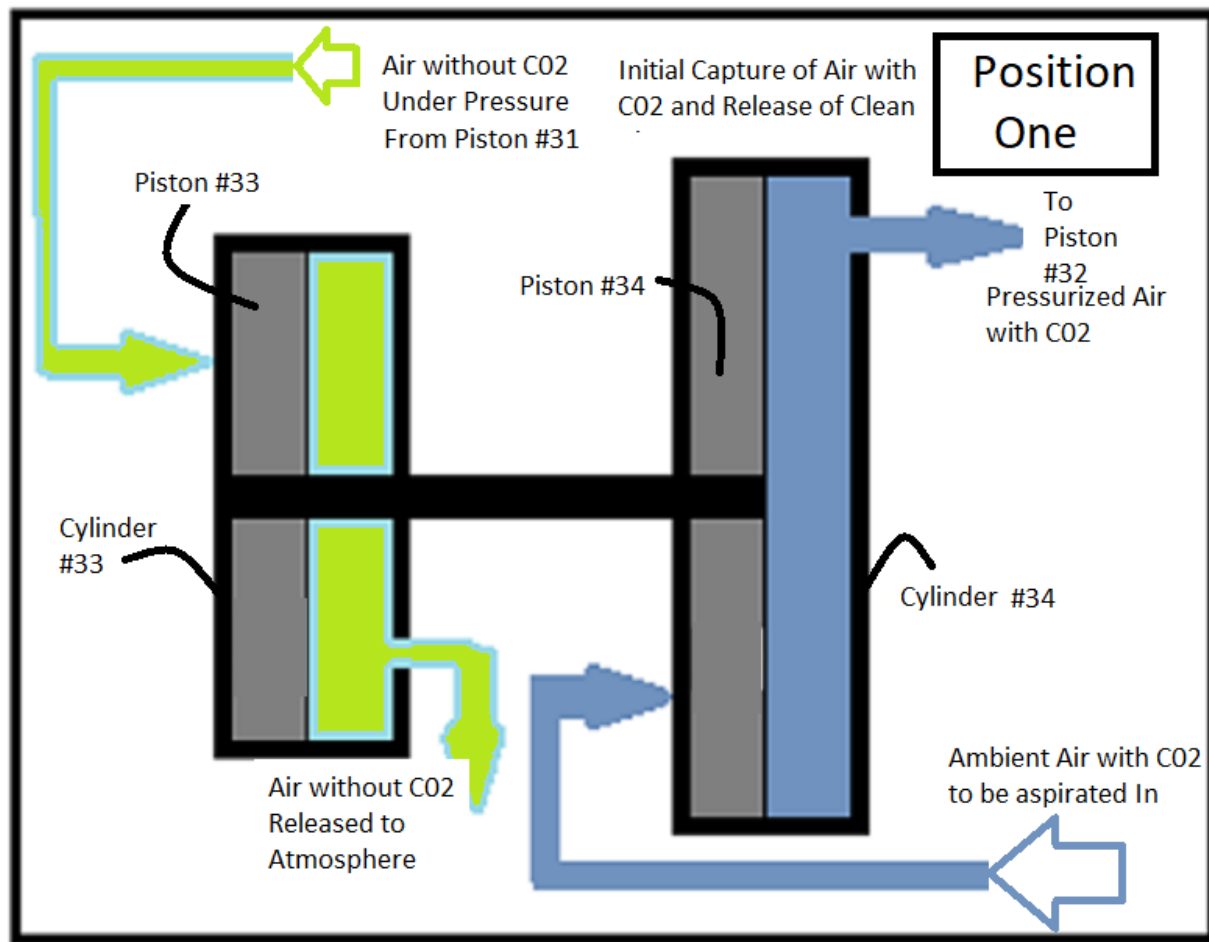 Air without C02
Under Pressure
From Piston #31
Initial Capture of Air with
C02 and Release of Clean
Position
One
Piston #33
To
Piston
#32
Pressurized Air
with C02
Piston #34
Cylinder
#33
Cylinder #34
Air without C02
Released to
Atmosphere
Ambient Air with C02
to be aspirated In